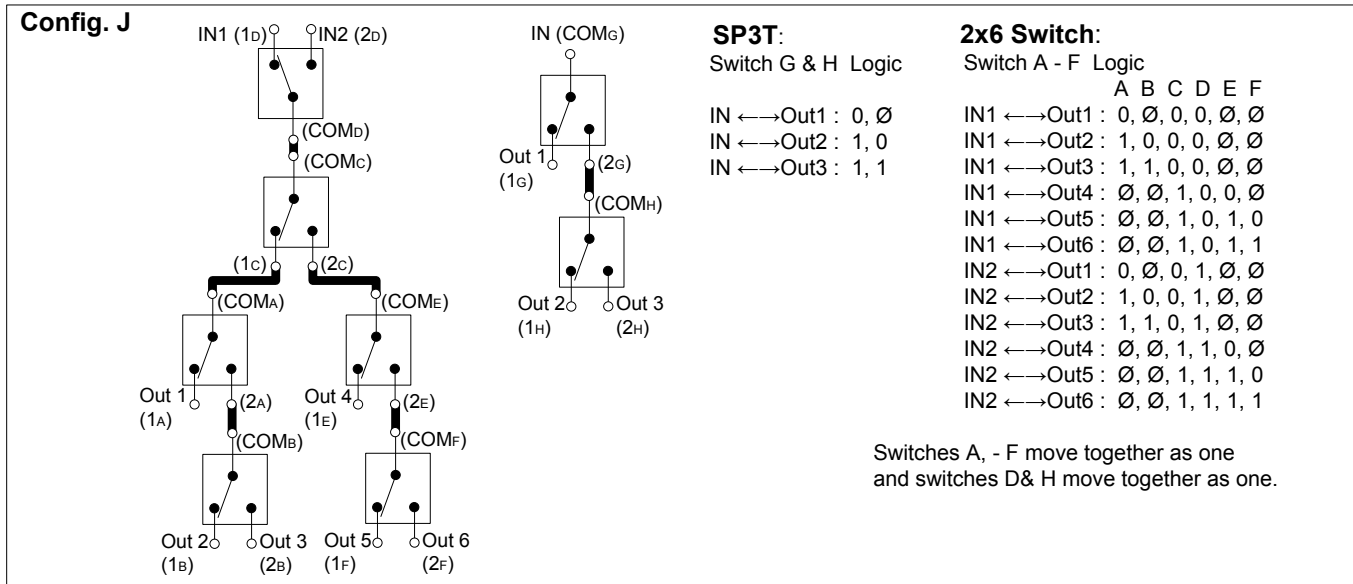 Config. J
IN1 (1D) IN2 (2D)
(COMD)
(COMC)
(1C) (2C)
(COMA) (COME)
Out 1 (1A)
(2A)
Out 4 (1E)
(2E)
(COMB) (COMF)
Out 2 (1B)
Out 3 (2B)
Out 5 (1F)
Out 6 (2F)
IN (COMG)
Out 1 (1G)
(2G)
(COMH)
Out 2 (1H)
Out 3 (2H)
SP3T:
Switch G & H Logic
IN ←→Out1 : 0, Ø
IN ←→Out2 : 1, 0
IN ←→Out3 : 1, 1
2x6 Switch:
Switch A - F Logic
A B C D E F
IN1 ←→Out1 : 0, Ø, 0, 0, Ø, Ø
IN1 ←→Out2 : 1, 0, 0, 0, Ø, Ø
IN1 ←→Out3 : 1, 1, 0, 0, Ø, Ø
IN1 ←→Out4 : Ø, Ø, 1, 0, 0, Ø
IN1 ←→Out5 : Ø, Ø, 1, 0, 1, 0
IN1 ←→Out6 : Ø, Ø, 1, 0, 1, 1
IN2 ←→Out1 : 0, Ø, 0, 1, Ø, Ø
IN2 ←→Out2 : 1, 0, 0, 1, Ø, Ø
IN2 ←→Out3 : 1, 1, 0, 1, Ø, Ø
IN2 ←→Out4 : Ø, Ø, 1, 1, 0, Ø
IN2 ←→Out5 : Ø, Ø, 1, 1, 1, 0
IN2 ←→Out6 : Ø, Ø, 1, 1, 1, 1
Switches A, - F move together as one
and switches D& H move together as one.